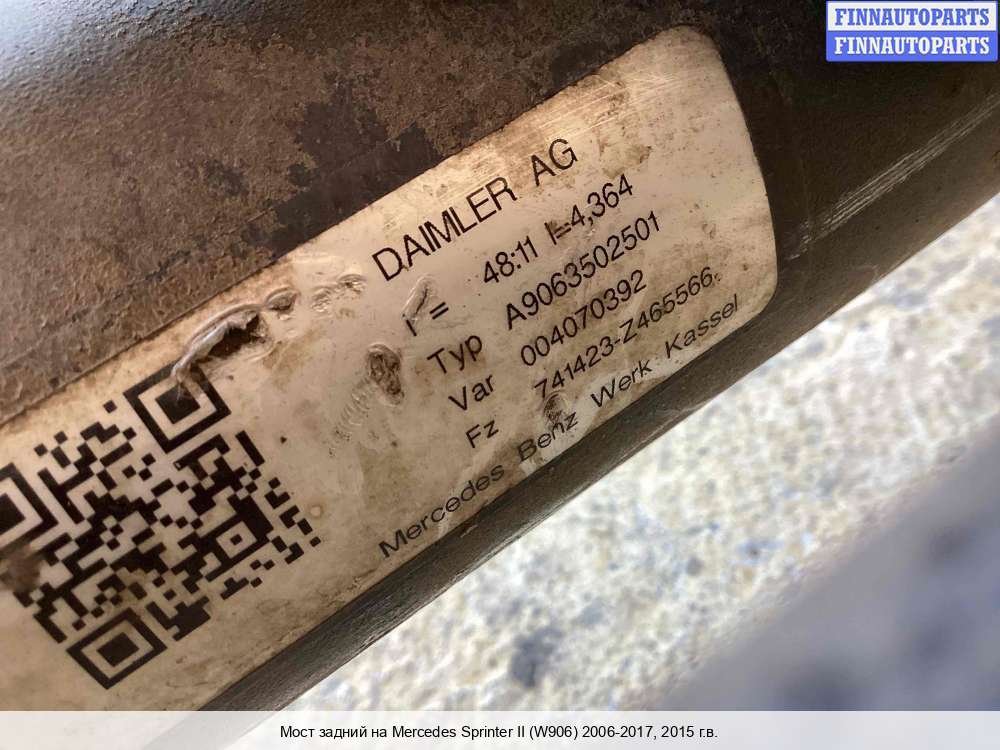 FINNAUTOPARTS
FINNAUTOPARTS
DAIMLER AG
i = 48:11 I=4,364
Typ A9063502501
Var 004070392
Fz 741423-Z465566
Mercedes Benz Werk Kassel
Мост задний на Mercedes Sprinter II (W906) 2006-2017, 2015 г.в.